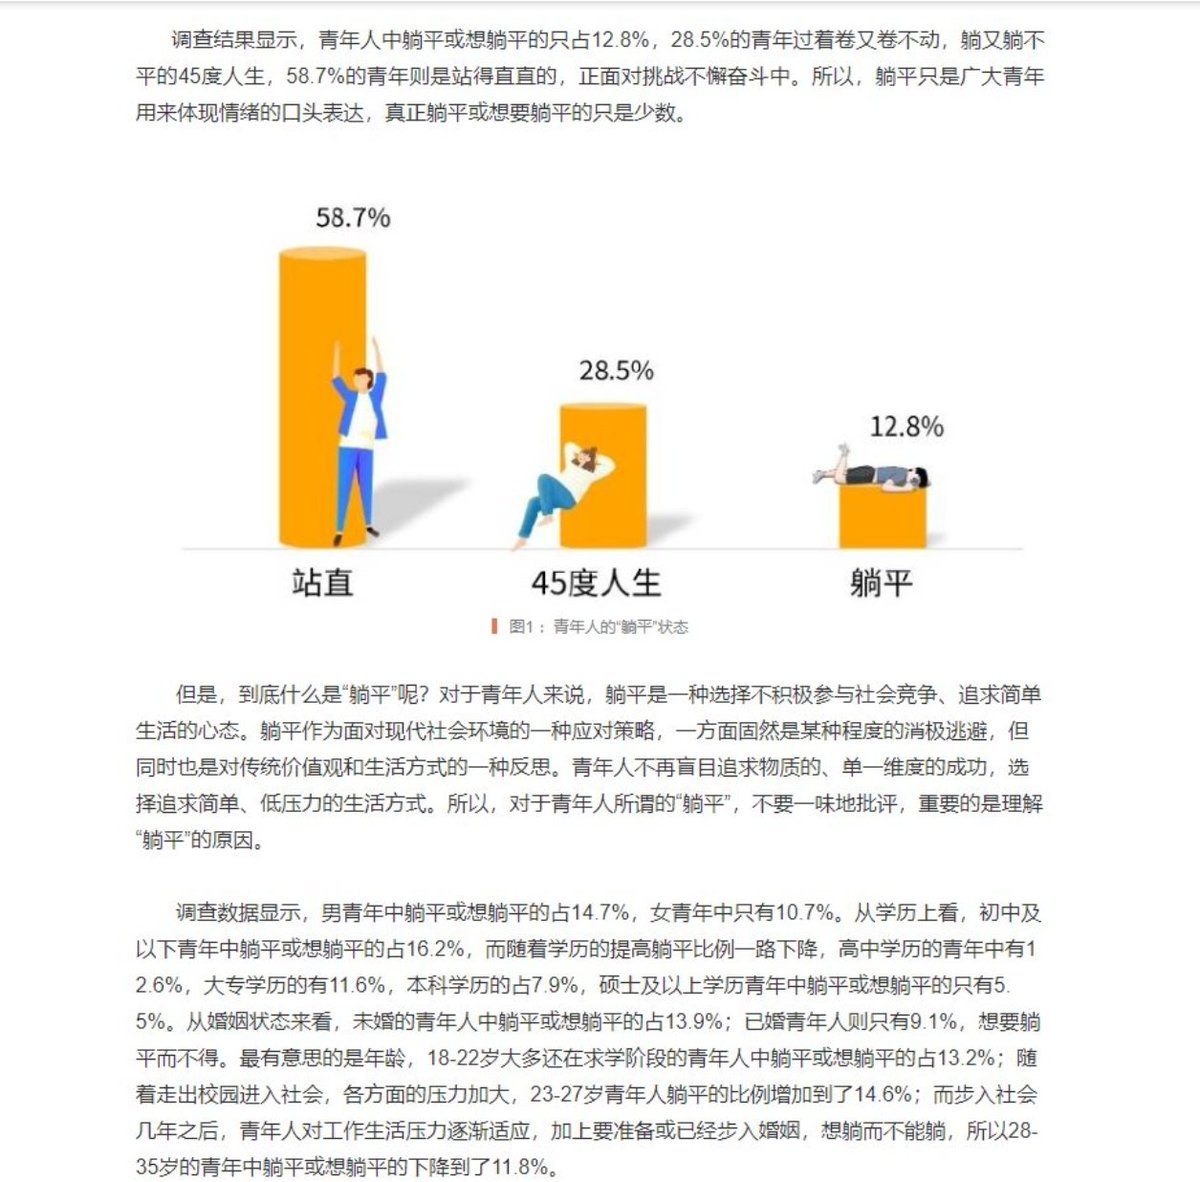 调查结果显示，青年人中躺平或想躺平的只占12.8%，28.5%的青年过着卷又卷不动，躺又躺不
平的45度人生，58.7%的青年则是站得直直的，正面对挑战不懈奋斗中。所以，躺平只是广大青年
用来体现情绪的口头表达，真正躺平或想要躺平的只是少数。
58.7%
28.5%
12.8%
站直
45度人生
躺平
图1： 青年人的“躺平”状态
但是，到底什么是“躺平”呢？对于青年人来说，躺平是一种选择不积极参与社会竞争、追求简单
生活的心态。躺平作为面对现代社会环境的一种应对策略，一方面固然是某种程度的消极逃避，但
同时也是对传统价值观和生活方式的一种反思。青年人不再盲目追求物质的、单一维度的成功，选
择追求简单、低压力的生活方式。所以，对于青年人所谓的“躺平”，不要一味地批评，重要的是理解
“躺平”的原因。
调查数据显示，男青年中躺平或想躺平的占14.7%，女青年中只有10.7%。从学历上看，初中及
以下青年中躺平或想躺平的占16.2%，而随着学历的提高躺平比例一路下降，高中学历的青年中有1
2.6%，大专学历的有11.6%，本科学历的占7.9%，硕士及以上学历青年中躺平或想躺平的只有5.
5%。从婚姻状态来看，未婚的青年人中躺平或想躺平的占13.9%；已婚青年人则只有9.1%，想要躺
平而不得。最有意思的是年龄，18-22岁大多还在求学阶段的青年人中躺平或想躺平的占13.2%；随
着走出校园进入社会，各方面的压力加大，23-27岁青年人躺平的比例增加到了14.6%；而步入社会
几年之后，青年人对工作生活压力逐渐适应，加上要准备或已经步入婚姻，想躺而不能躺，所以28-
35岁的青年中躺平或想躺平的下降到了11.8%。